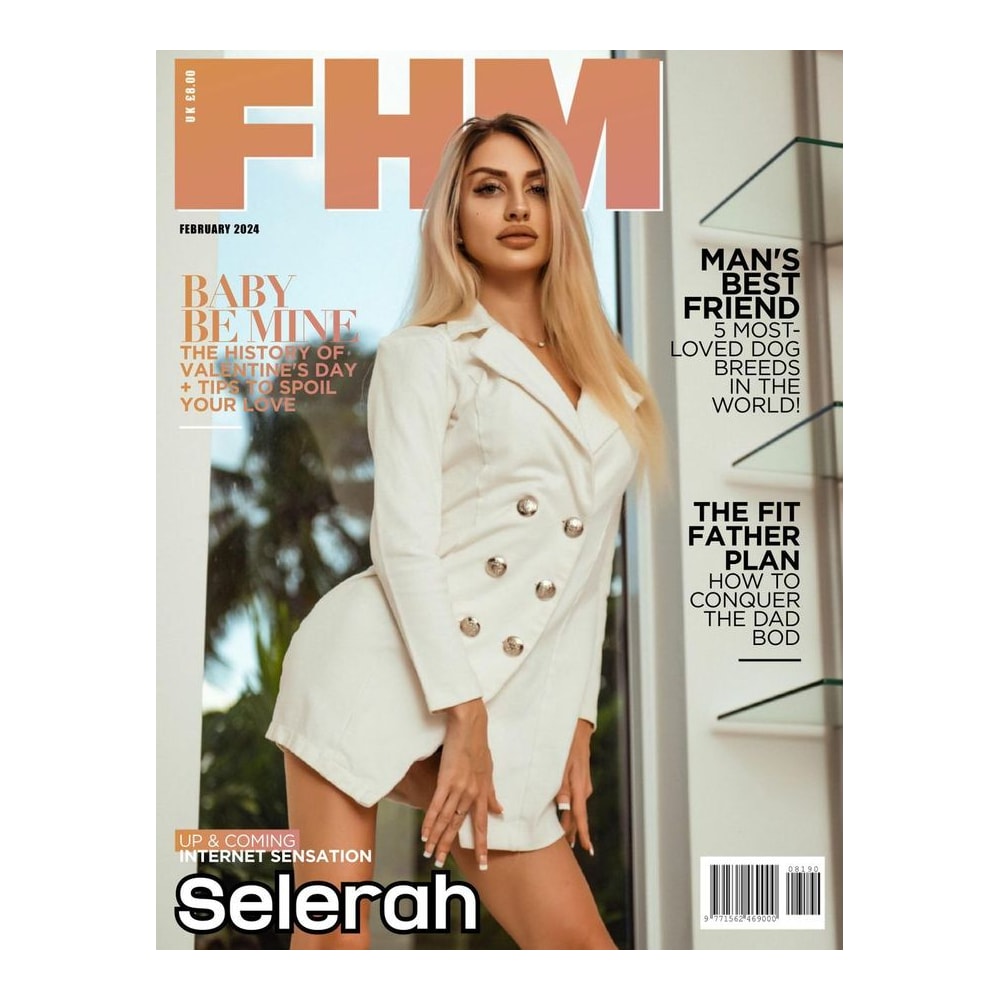 UK £8.00
FHM
FEBRUARY 2024
BABY
BE MINE
THE HISTORY OF
VALENTINE'S DAY
+ TIPS TO SPOIL
YOUR LOVE
MAN'S
BEST
FRIEND
5 MOST-
LOVED DOG
BREEDS
IN THE
WORLD!
THE FIT
FATHER
PLAN
HOW TO
CONQUER
THE DAD
BOD
UP & COMING
INTERNET SENSATION
Selerah
08190
9 771562 469000